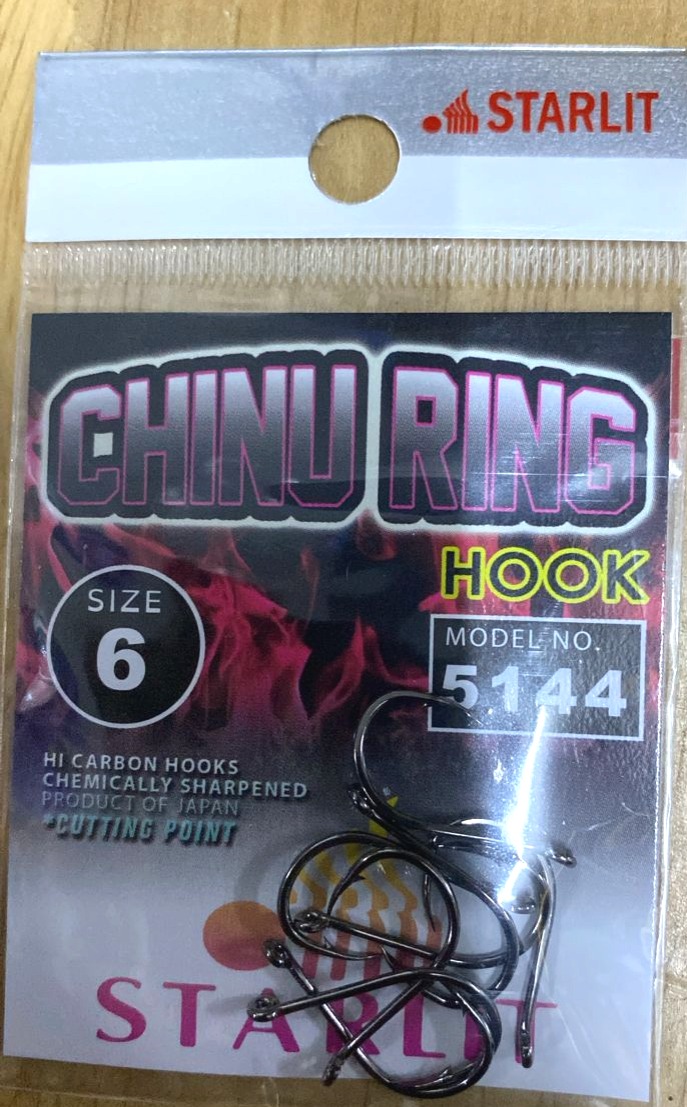 STARLIT
CHINU RING
HOOK
SIZE
6
MODEL NO.
5144
HI CARBON HOOKS
CHEMICALLY SHARPENED
PRODUCT OF JAPAN
*CUTTING POINT
STARLIT